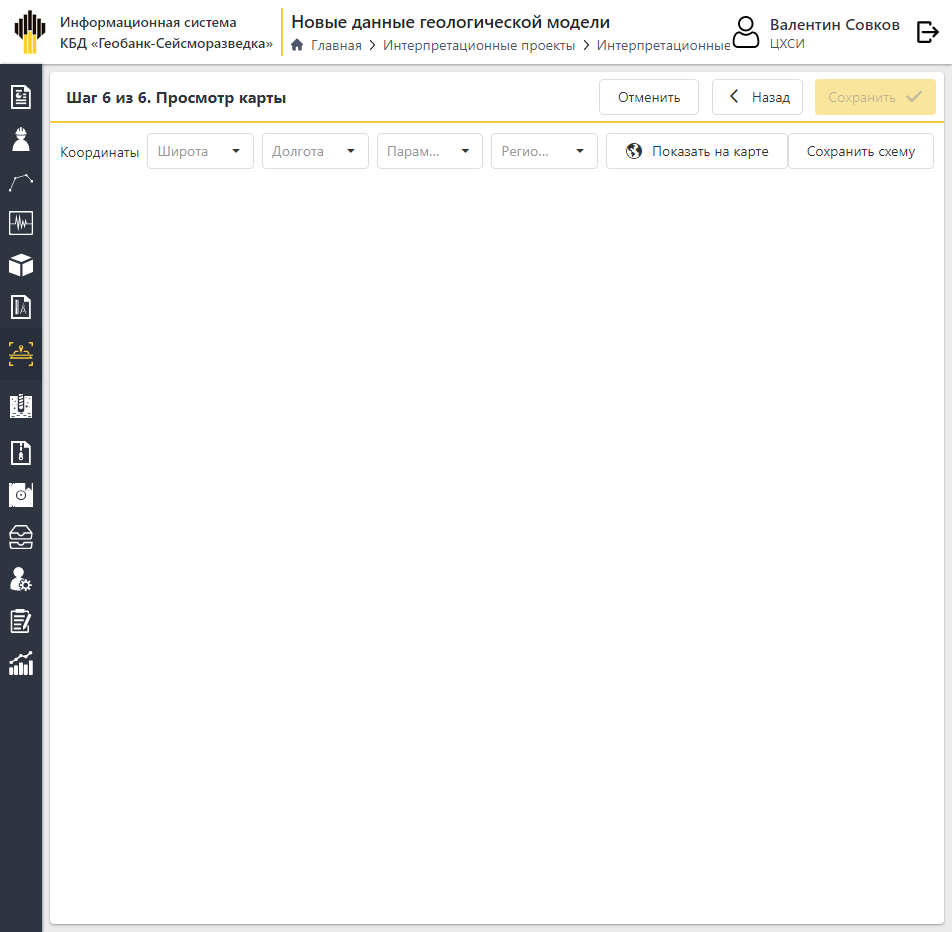 Информационная система
КБД «Геобанк-Сейсморазведка»
Новые данные геологической модели
Главная > Интерпретационные проекты > Интерпретационные
Валентин Совков
ЦХСИ
Шаг 6 из 6. Просмотр карты
Отменить
Назад
Сохранить
Координаты
Широта
Долгота
Парам...
Регио...
Показать на карте
Сохранить схему